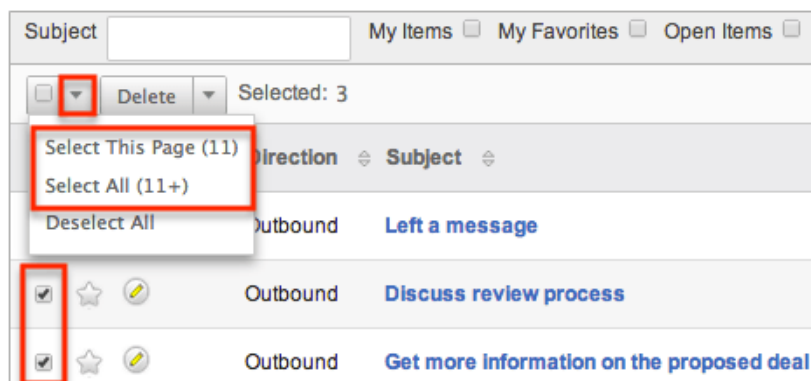 Subject My Items My Favorites Open Items
Delete Selected: 3
Select This Page (11)
Direction Subject
Select All (11+)
Deselect All
Outbound Left a message
Outbound Discuss review process
Outbound Get more information on the proposed deal